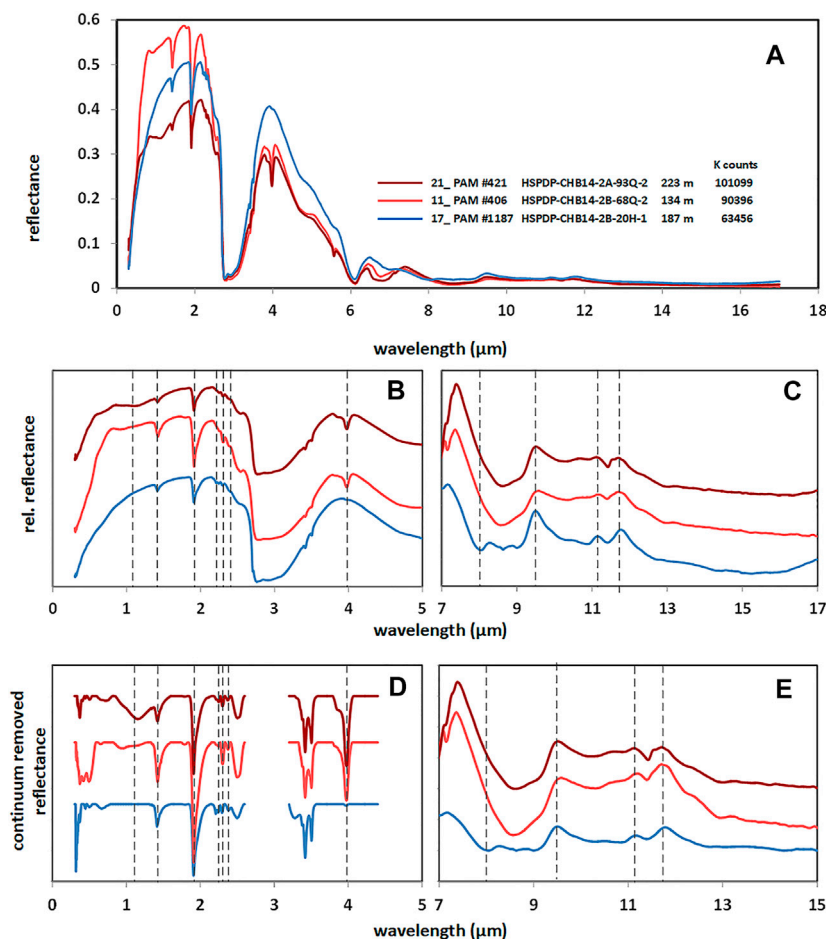 A
0.6
0.5
0.4
0.3
0.2
0.1
0
reflectance
K counts
21_ PAM #421 HSPDP-CHB14-2A-93Q-2 223 m 101099
11_ PAM #406 HSPDP-CHB14-2B-68Q-2 134 m 90396
17_ PAM #1187 HSPDP-CHB14-2B-20H-1 187 m 63456
0 2 4 6 8 10 12 14 16 18
wavelength (µm)
B
rel. reflectance
0 1 2 3 4 5
wavelength (µm)
C
7 9 11 13 15 17
wavelength (µm)
D
continuum removed
reflectance
0 1 2 3 4 5
wavelength (µm)
E
7 9 11 13 15
wavelength (µm)